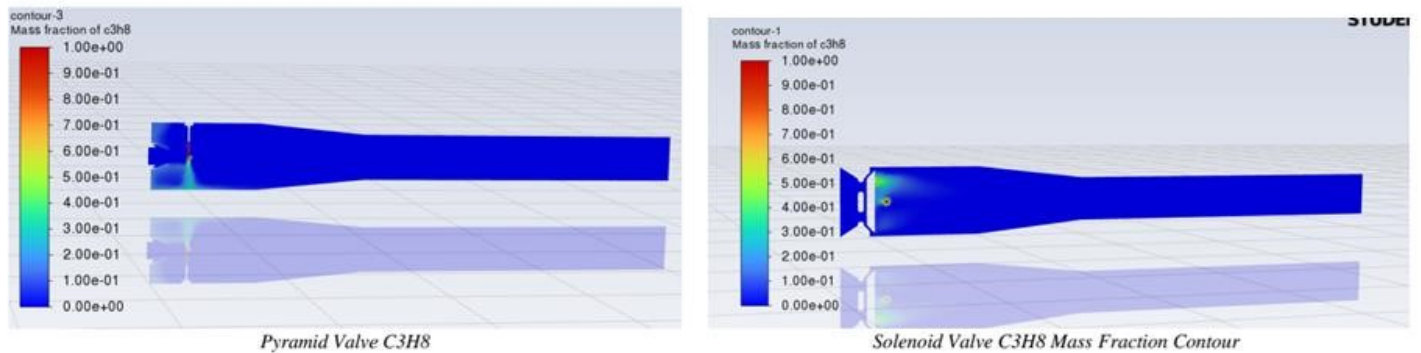 contour-3
Mass fraction of c3h8
1.00e+00
9.00e-01
8.00e-01
7.00e-01
6.00e-01
5.00e-01
4.00e-01
3.00e-01
2.00e-01
1.00e-01
0.00e+00
Pyramid Valve C3H8
STUDEN
contour-1
Mass fraction of c3h8
1.00e+00
9.00e-01
8.00e-01
7.00e-01
6.00e-01
5.00e-01
4.00e-01
3.00e-01
2.00e-01
1.00e-01
0.00e+00
Solenoid Valve C3H8 Mass Fraction Contour